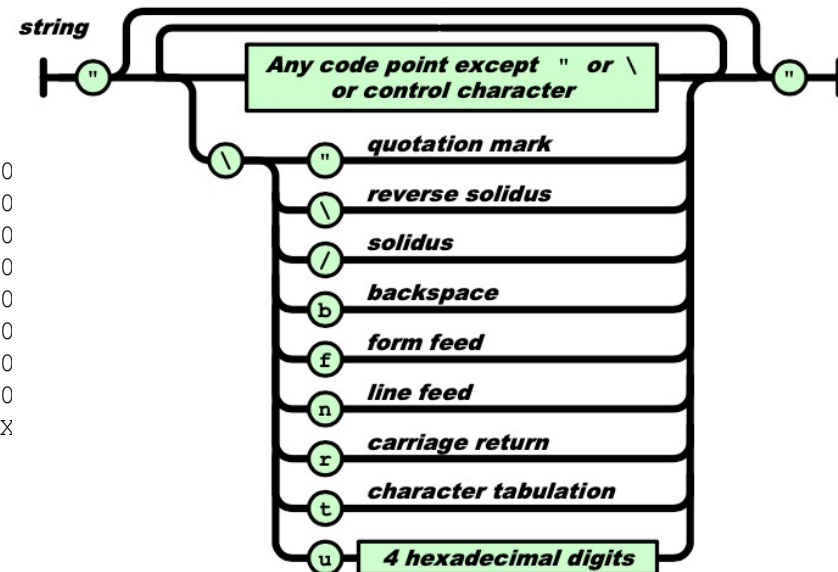 string
" Any code point except " or \ "
or control character
\ " quotation mark
0
\ reverse solidus
0
/ solidus
0
b backspace
0
f form feed
0
n line feed
0
r carriage return
0
t character tabulation
0
X
u 4 hexadecimal digits